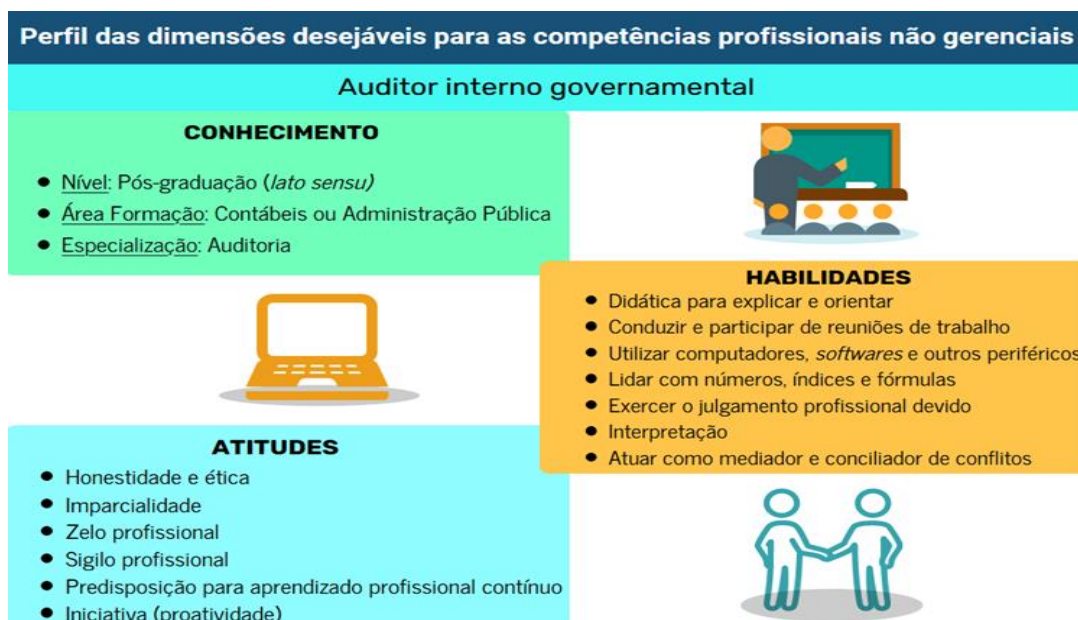 Perfil das dimensões desejáveis para as competências profissionais não gerenciais
Auditor interno governamental
CONHECIMENTO
• Nível: Pós-graduação (lato sensu)
• Área Formação: Contábeis ou Administração Pública
• Especialização: Auditoria
HABILIDADES
• Didática para explicar e orientar
• Conduzir e participar de reuniões de trabalho
• Utilizar computadores, softwares e outros periféricos
• Lidar com números, índices e fórmulas
• Exercer o julgamento profissional devido
• Interpretação
• Atuar como mediador e conciliador de conflitos
ATITUDES
• Honestidade e ética
• Imparcialidade
• Zelo profissional
• Sigilo profissional
• Predisposição para aprendizado profissional contínuo
• Iniciativa (proatividade)